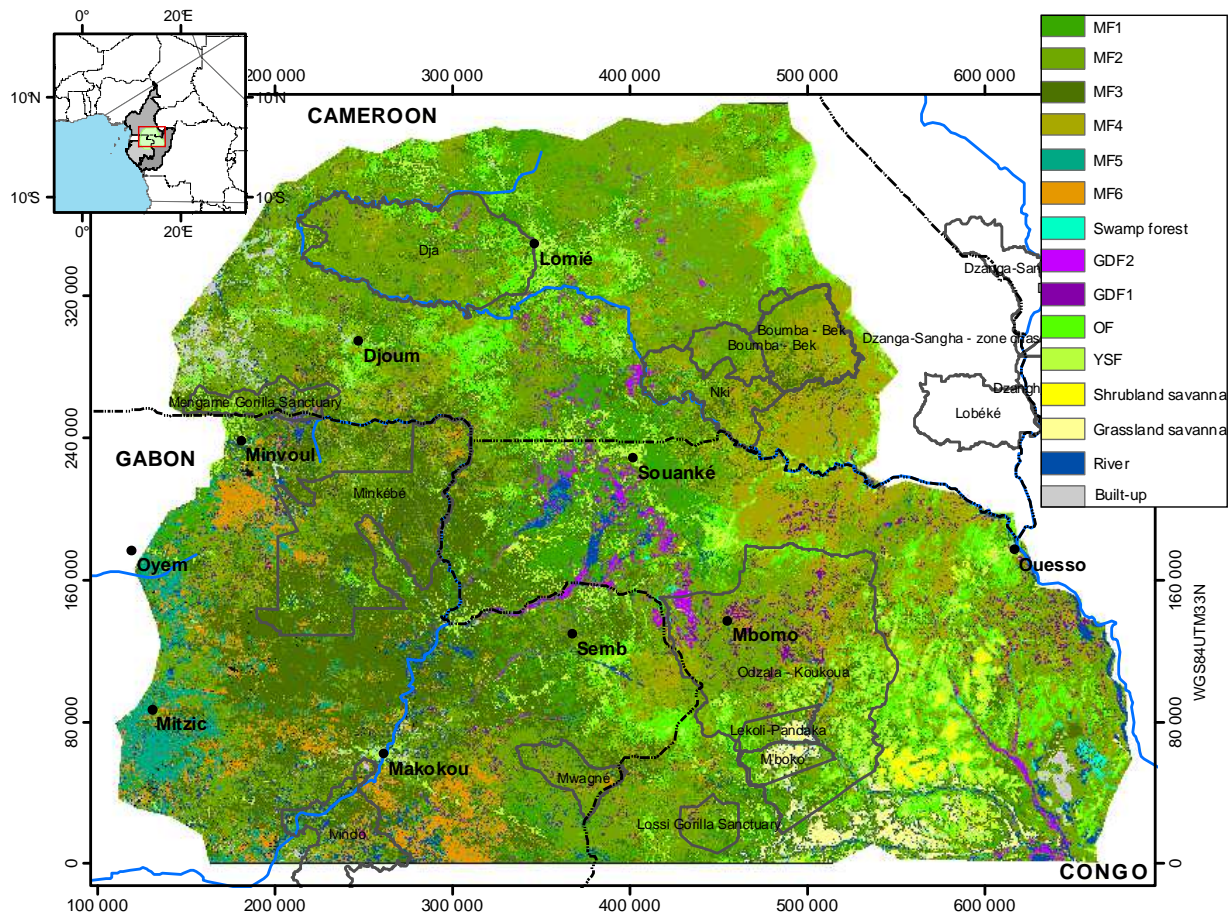 0° 20°E
10°N 10°N
10°S 10°S
0° 20°E
200 000 300 000 400 000 500 000 600 000
CAMEROON
MF1
MF2
MF3
MF4
MF5
MF6
Swamp forest
GDF2
GDF1
OF
YSF
Shrubland savanna
Grassland savanna
River
Built-up
Dja
Lomié
Dzanga-San
320 000
Djoum
Boumba - Bek
Boumba - Bek
Dzanga-Sangha - zone
Nki
Dzangh
Mengame Gorilla Sanctuary
Lobéké
240 000
Minvoul
GABON
Souanké
Minkébé
Oyem
Ouesso
160 000 160 000
Mbomo
Semb
Odzala - Koukoua
WGS84UTM33N
Mitzic
80 000 80 000
Lekoli-Pandaka
M'boko
Makokou
Mwagné
Lossi Gorilla Sanctuary
Ivindo
0 0
CONGO
100 000 200 000 300 000 400 000 500 000 600 000